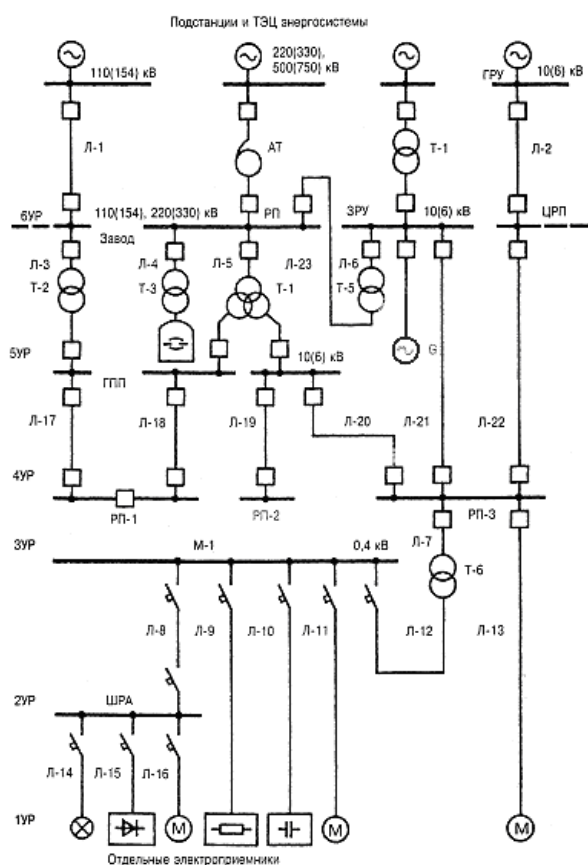 Подстанции и ТЭЦ энергосистемы
110(154) кВ
220(330),
500(750) кВ
ГРУ
10(6) кВ
Л-1
АТ
Т-1
Л-2
6УР
110(154), 220(330) кВ
РП
ЗРУ
10(6) кВ
ЦРП
Завод
Л-3
Т-2
Л-4
Т-3
Л-5
Т-1
Л-23
Л-6
Т-5
G
5УР
ГПП
10(6) кВ
Л-17
Л-18
Л-19
Л-20
Л-21
Л-22
4УР
РП-1
РП-2
РП-3
3УР
М-1
0,4 кВ
Л-7
Т-6
Л-8
Л-9
Л-10
Л-11
Л-12
Л-13
2УР
ШРА
Л-14
Л-15
Л-16
1УР
М
М
М
Отдельные электроприемники